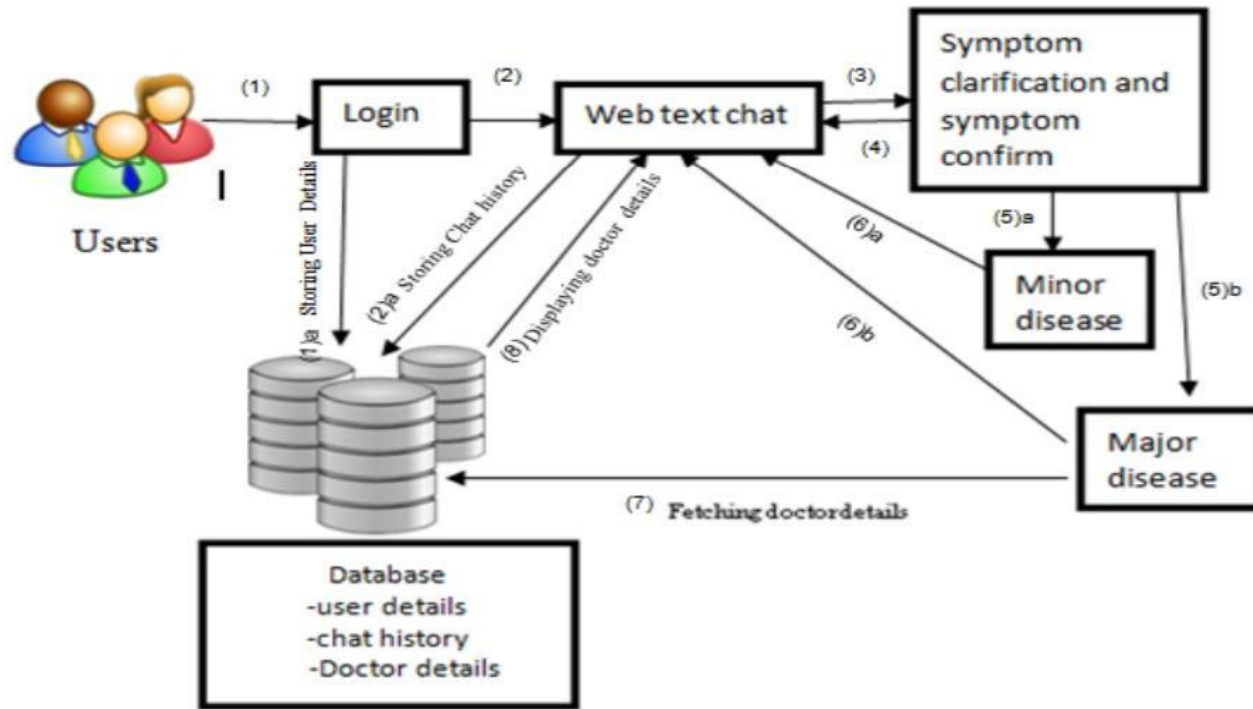 (1)
Login
(2)
Web text chat
(3)
(4)
Symptom
clarification and
symptom
confirm
Users
(1)a Storing User Details
(2)a Storing Chat history
(8) Displaying doctor details
(6)a
(5)a
(5)b
Minor
disease
(6)b
Major
disease
(7) Fetching doctor details
Database
-user details
-chat history
-Doctor details